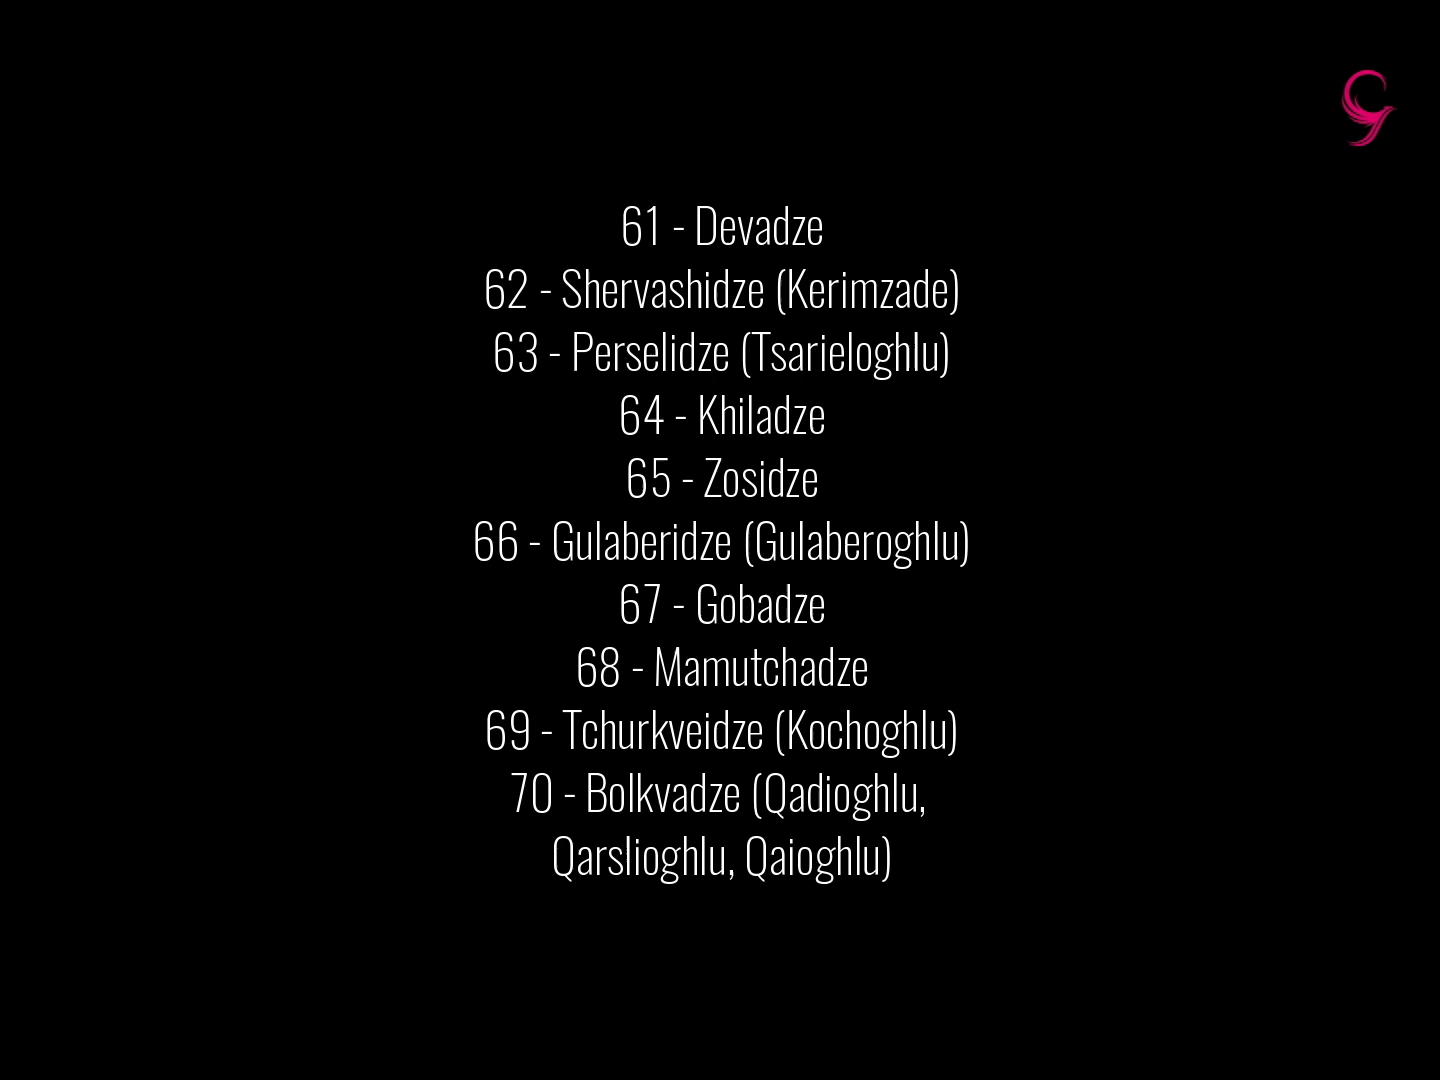 61 - Devadze
62 - Shervashidze (Kerimzade)
63 - Perselidze (Tsarieloghlu)
64 - Khiladze
65 - Zosidze
66 - Gulaberidze (Gulaberoghlu)
67 - Gobadze
68 - Mamutchadze
69 - Tchurkveidze (Kochoghlu)
70 - Bolkvadze (Qadioghlu,
Qarslioghlu, Qaioghlu)